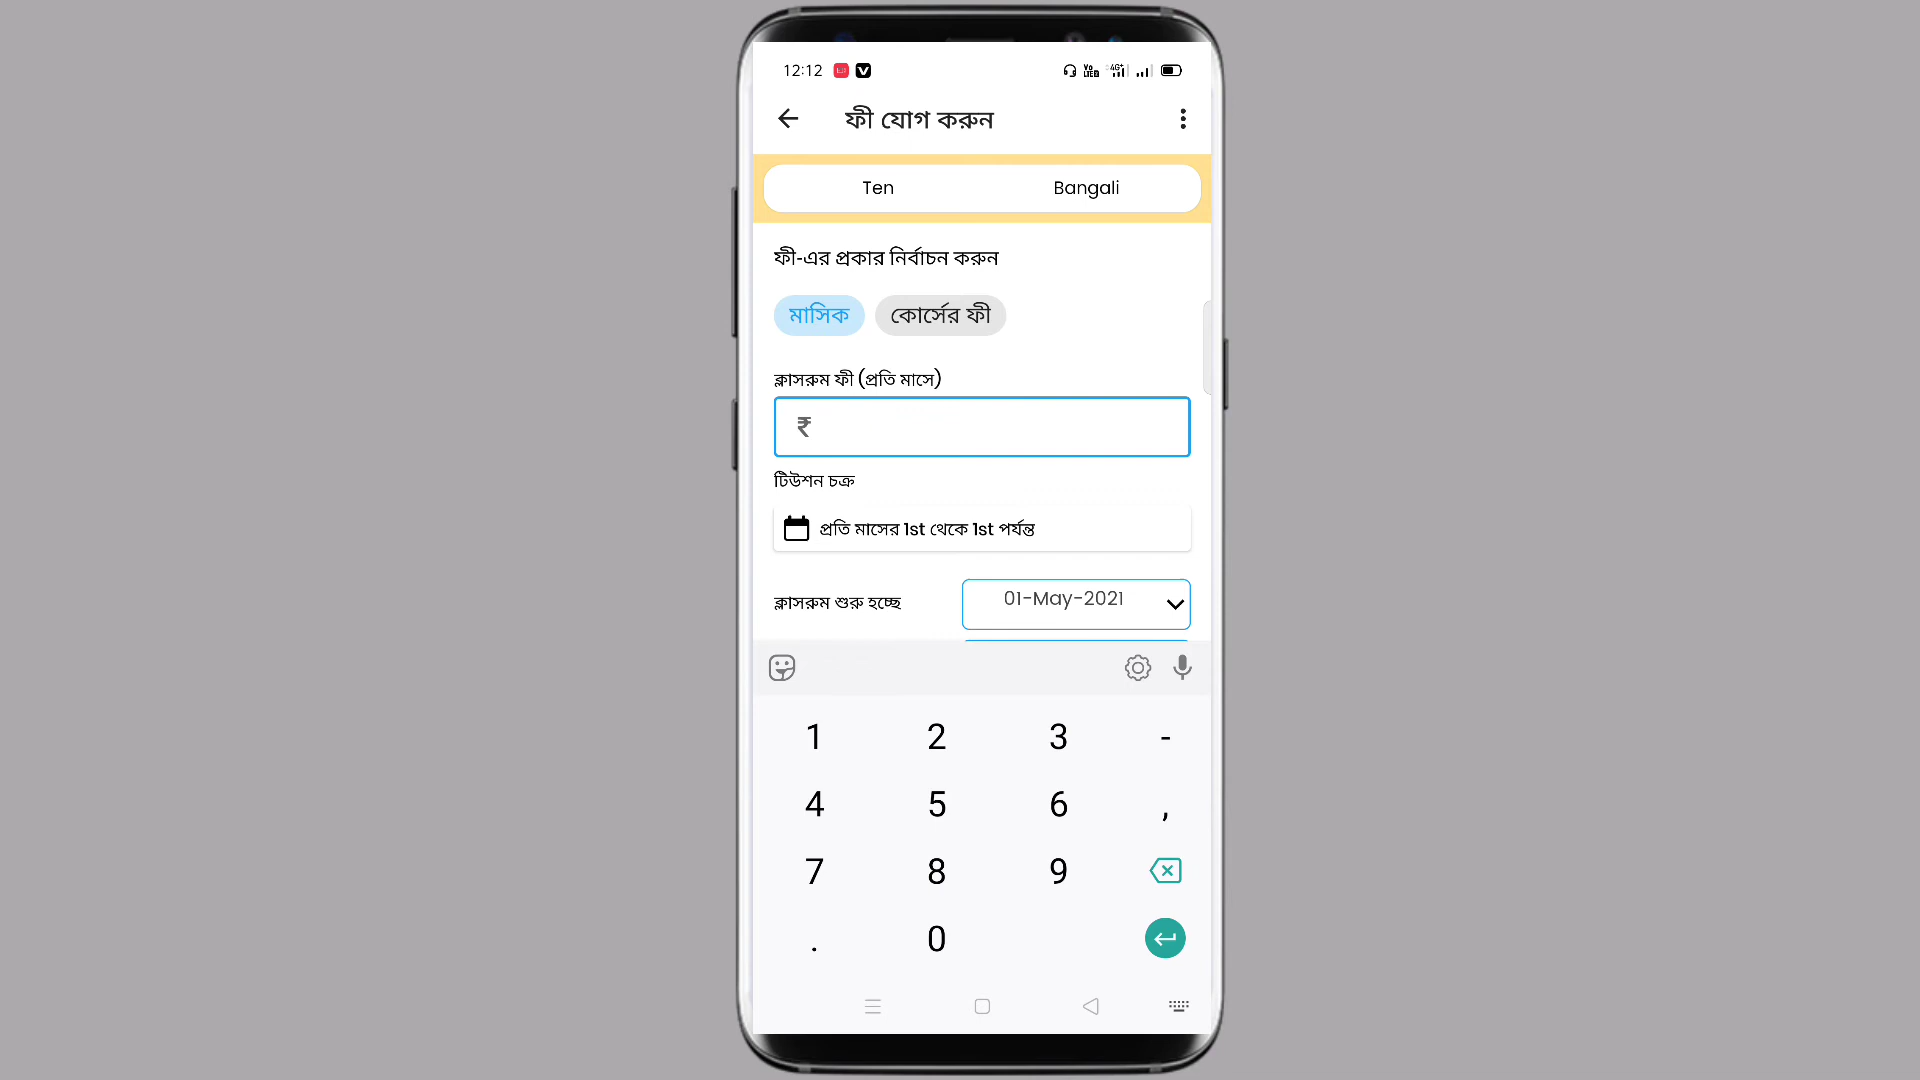 12:12
ফী যোগ করুন
Ten Bangali
ফী-এর প্রকার নির্বাচন করুন
মাসিক কোর্সের ফী
ক্লাসরুম ফী (প্রতি মাসে)
₹
টিউশন চক্র
প্রতি মাসের 1st থেকে 1st পর্যন্ত
ক্লাসরুম শুরু হচ্ছে 01-May-2021
1 2 3 -
4 5 6 ,
7 8 9
. 0